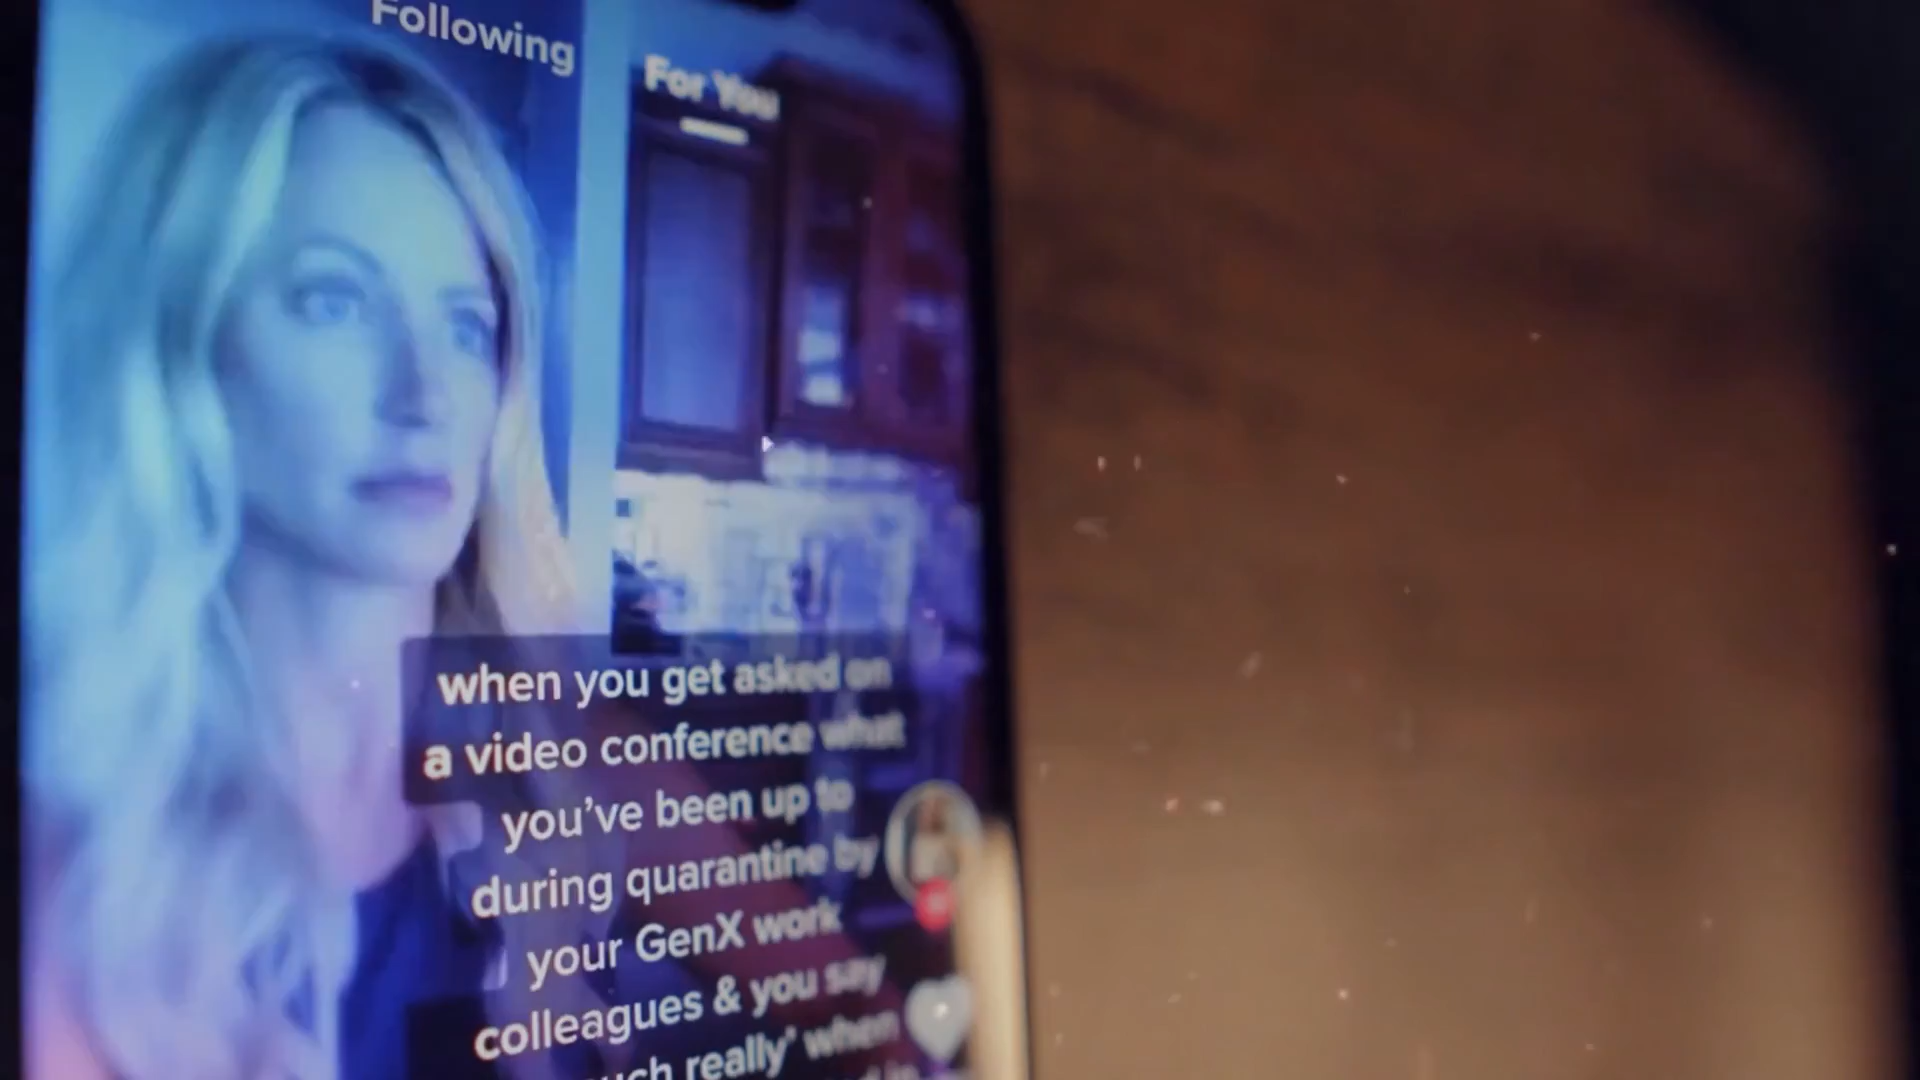 Following
For You
when you get asked on
a video conference what
you've been up to
during quarantine by
your GenX work
colleagues & you say
really' when